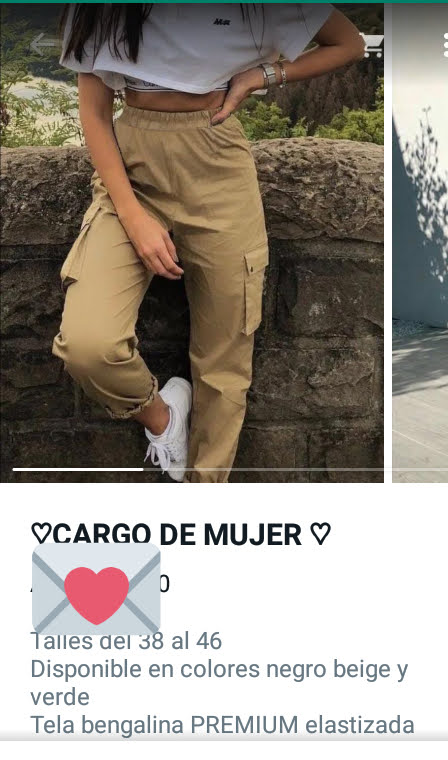 ♡CARGO DE MUJER ♡
0
Talles del 38 al 46
Disponible en colores negro beige y
verde
Tela bengalina PREMIUM elastizada